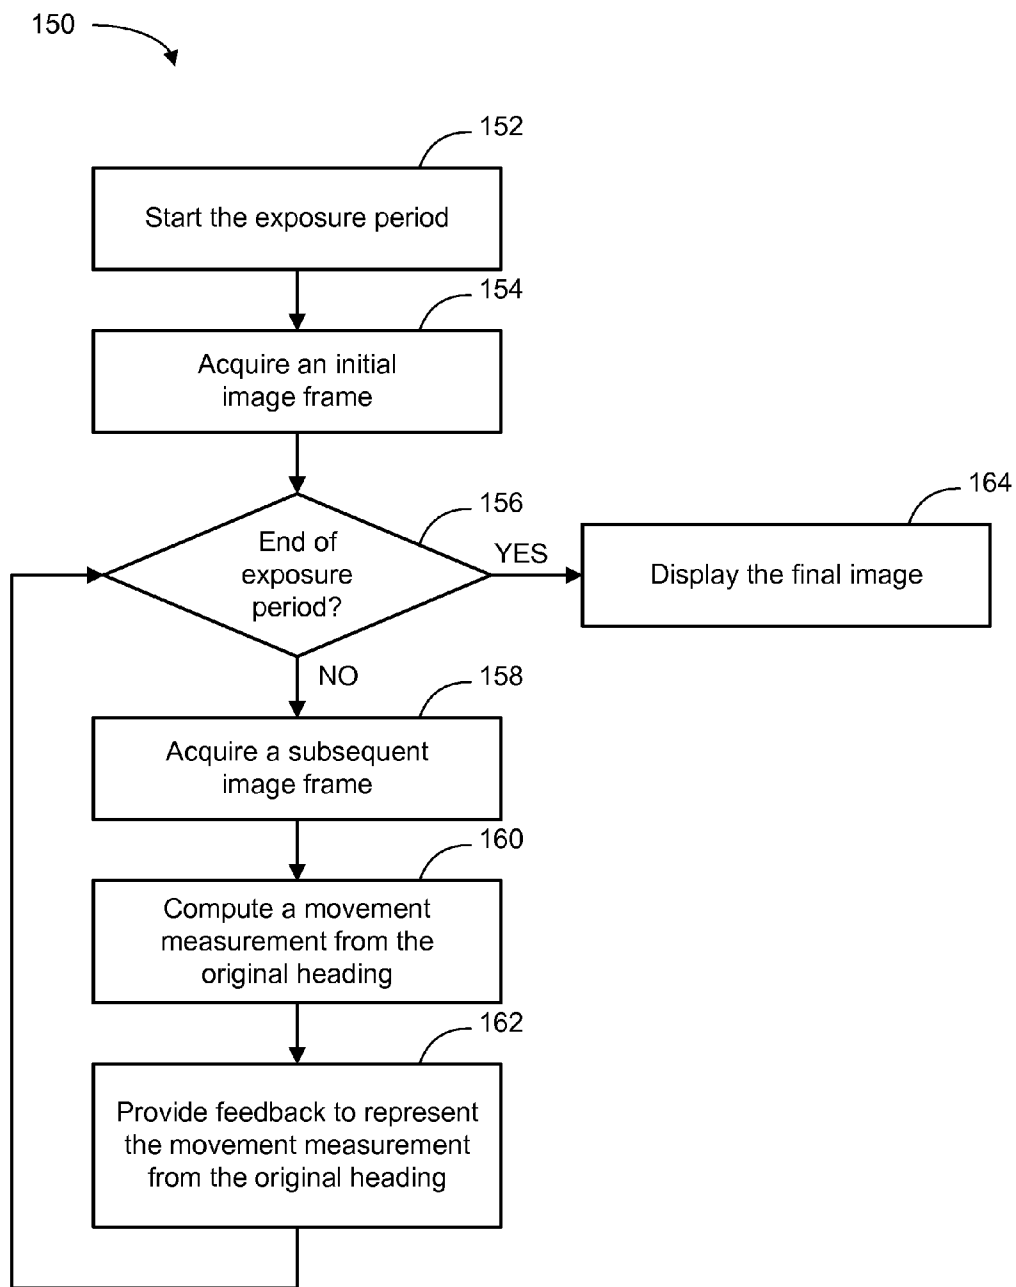 150
152
Start the exposure period
154
Acquire an initial
image frame
156
End of
exposure
period?
YES
164
Display the final image
NO
158
Acquire a subsequent
image frame
160
Compute a movement
measurement from the
original heading
162
Provide feedback to represent
the movement measurement
from the original heading